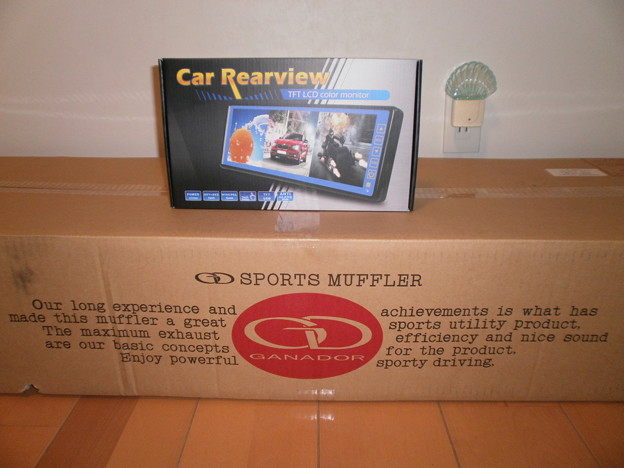 Car Rearview
TFT LCD color monitor
GD SPORTS MUFFLER
Our long experience and achievements is what has
made this muffler a great sports utility product.
The maximum exhaust efficiency and nice sound
are our basic concepts for the product.
Enjoy powerful sporty driving.
GD
GANADOR